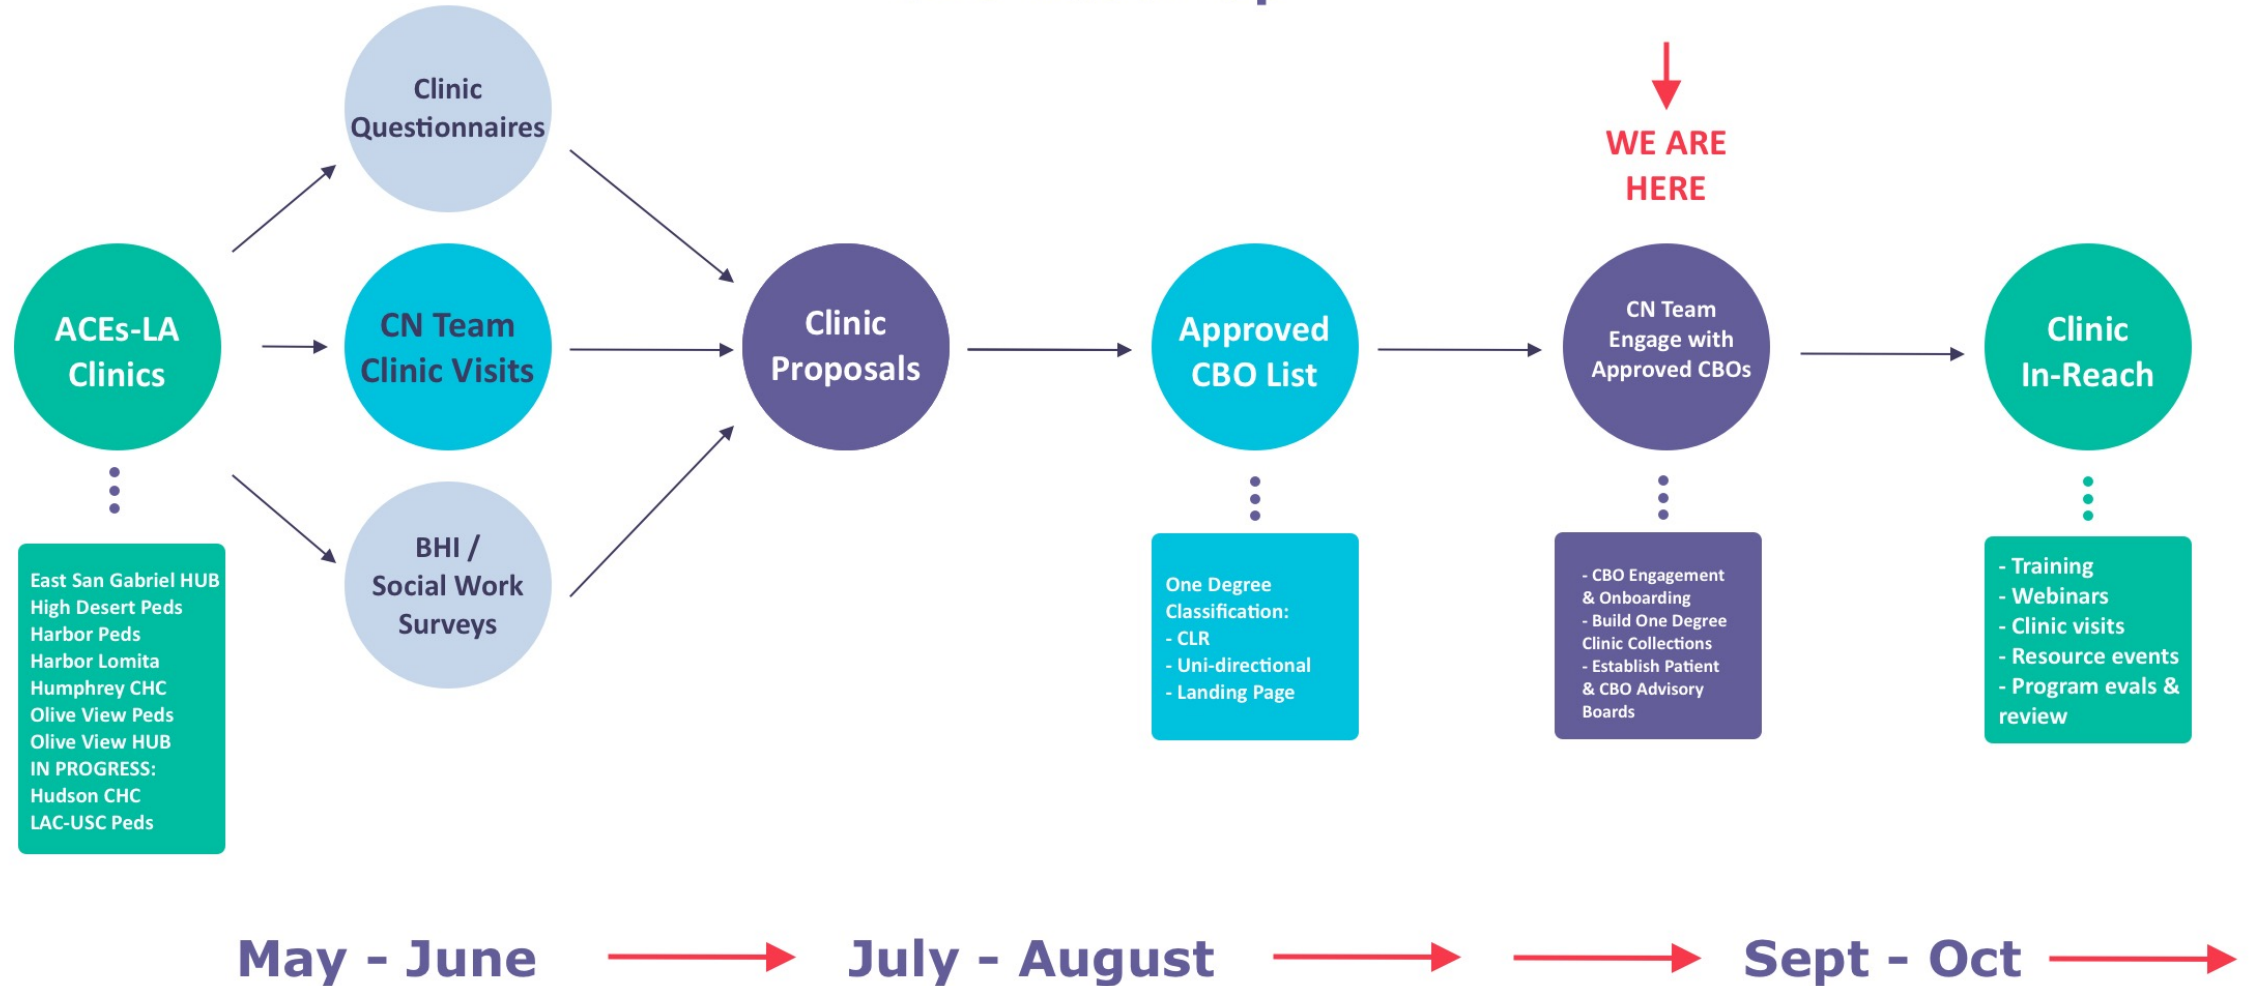 WE ARE
HERE
Clinic
Questionnaires
ACEs-LA
Clinics
CN Team
Clinic Visits
BHI /
Social Work
Surveys
Clinic
Proposals
Approved
CBO List
CN Team
Engage with
Approved CBOs
Clinic
In-Reach
East San Gabriel HUB
High Desert Peds
Harbor Peds
Harbor Lomita
Humphrey CHC
Olive View Peds
Olive View HUB
IN PROGRESS:
Hudson CHC
LAC-USC Peds
One Degree
Classification:
- CLR
- Uni-directional
- Landing Page
- CBO Engagement
& Onboarding
- Build One Degree
Clinic Collections
- Establish Patient
& CBO Advisory
Boards
- Training
- Webinars
- Clinic visits
- Resource events
- Program evals &
review
May - June
July - August
Sept - Oct